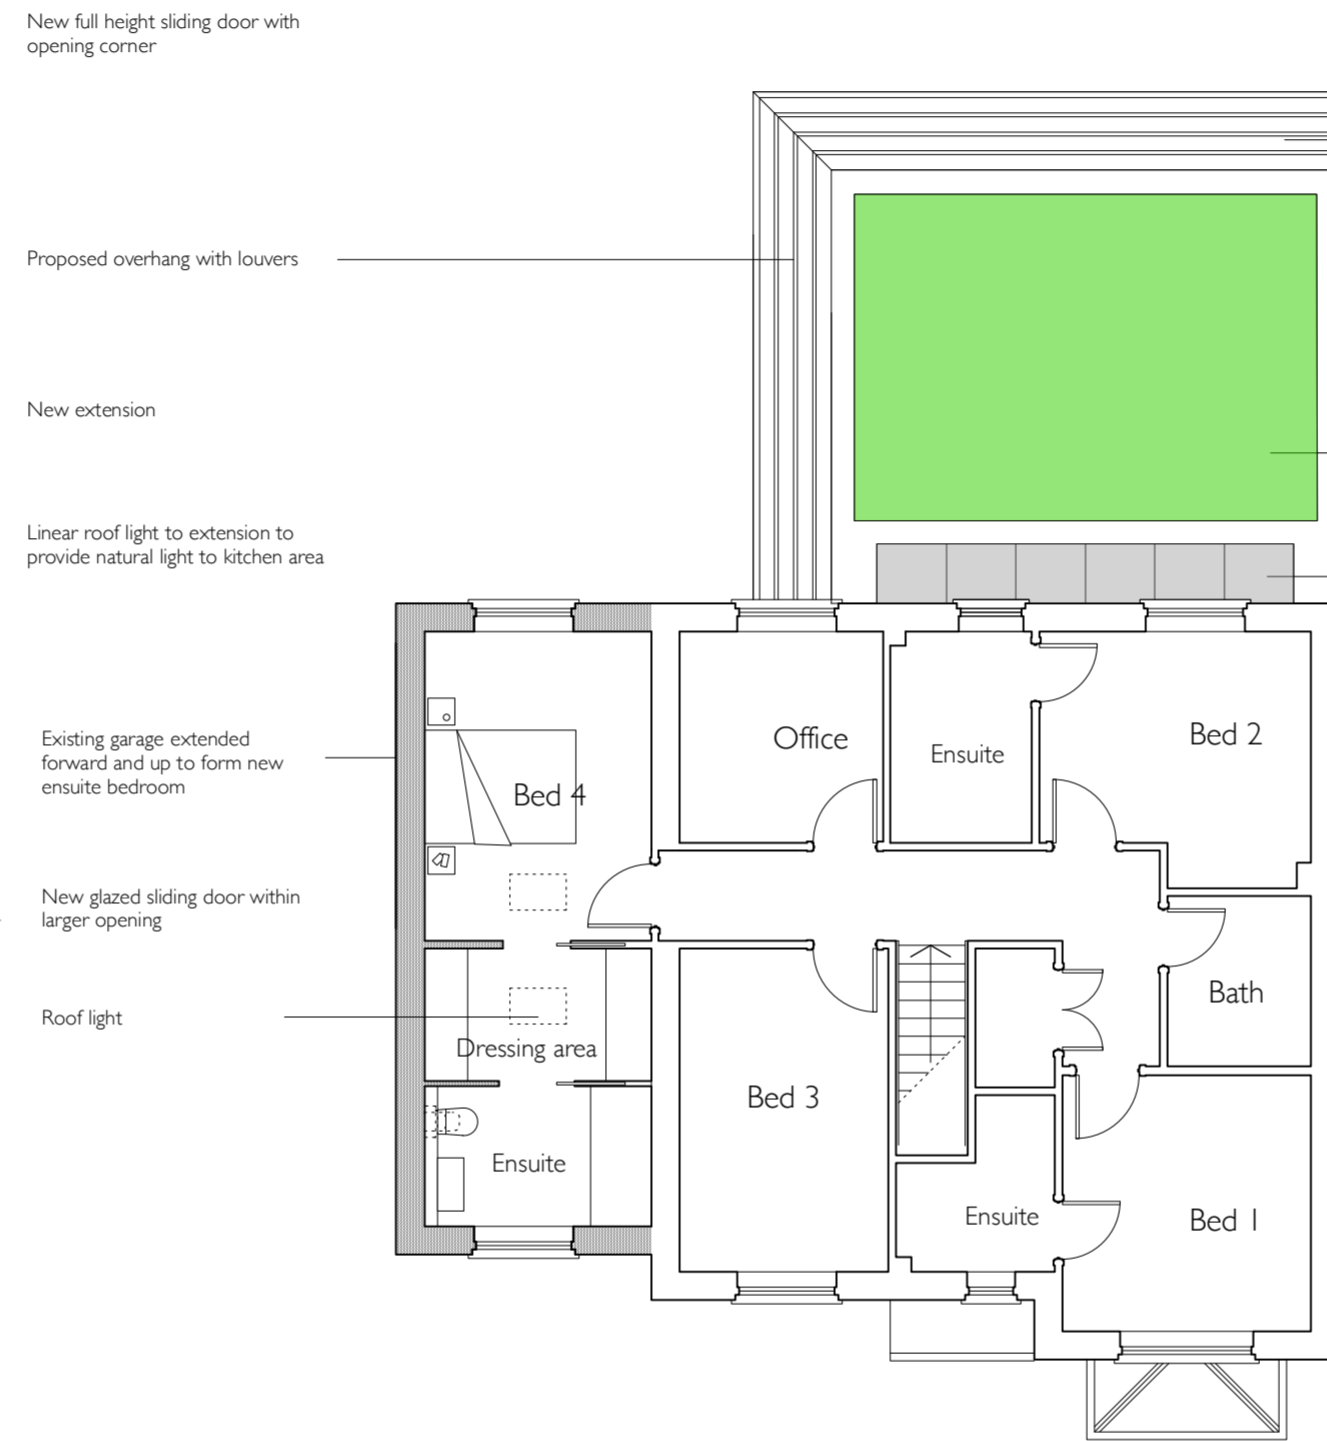 New full height sliding door with
opening corner
Proposed overhang with louvers
New extension
Linear roof light to extension to
provide natural light to kitchen area
Existing garage extended
forward and up to form new
ensuite bedroom
New glazed sliding door within
larger opening
Roof light
Office
Ensuite
Bed 2
Bed 4
Bath
Dressing area
Bed 3
Ensuite
Ensuite
Bed 1